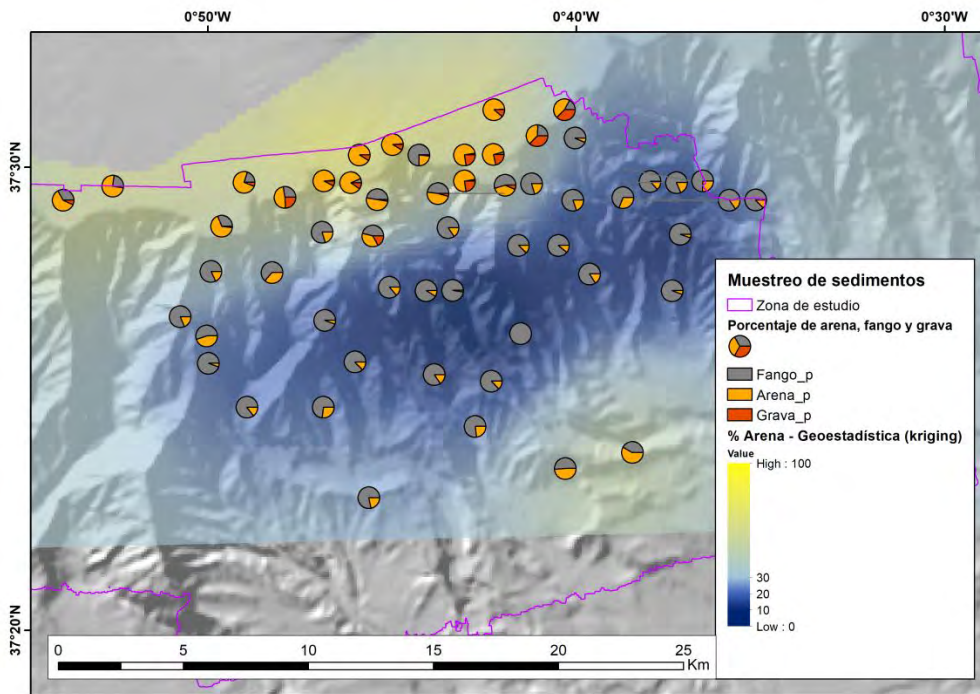 0°50'W
0°40'W
0°30'W
37°30'N
37°20'N
Muestreo de sedimentos
Zona de estudio
Porcentaje de arena, fango y grava
Fango_p
Arena_p
Grava_p
% Arena - Geoestadística (kriging)
Value
High : 100
30
20
10
Low : 0
0 5 10 15 20 25
Km